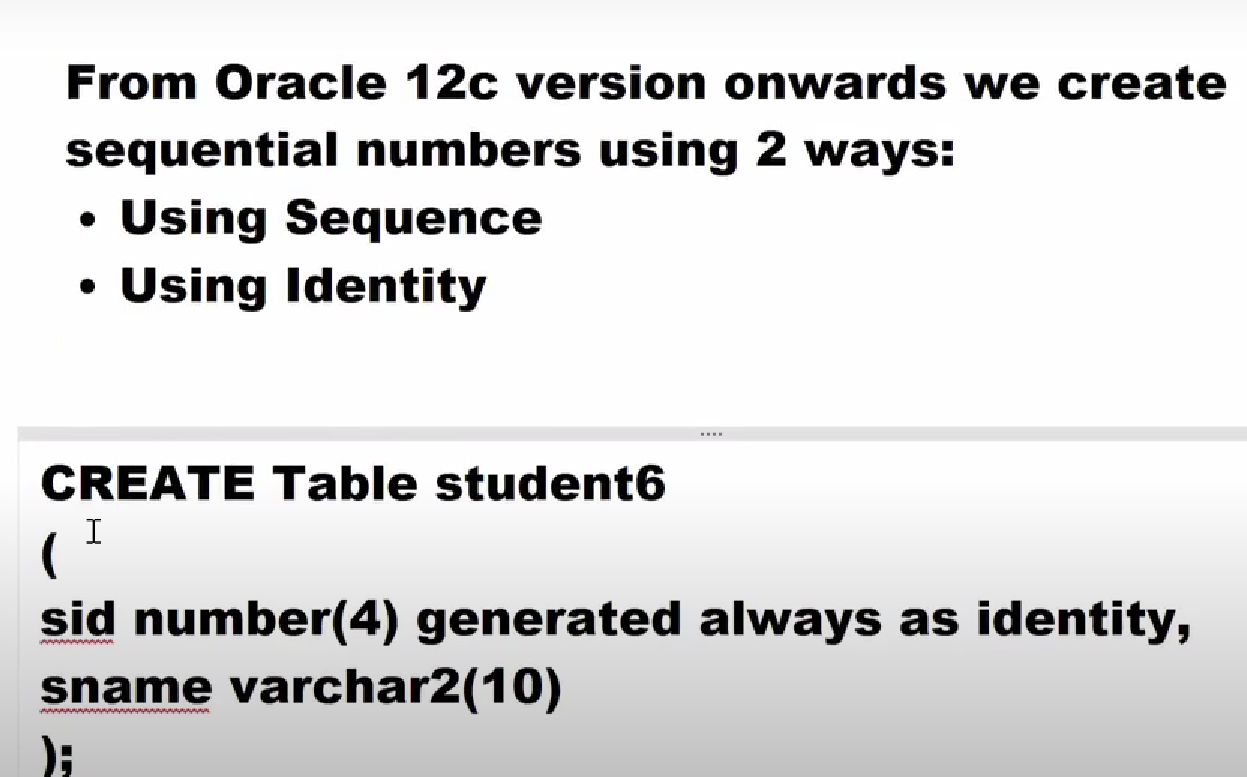 From Oracle 12c version onwards we create
sequential numbers using 2 ways:
• Using Sequence
• Using Identity
CREATE Table student6
(
sid number(4) generated always as identity,
sname varchar2(10)
);